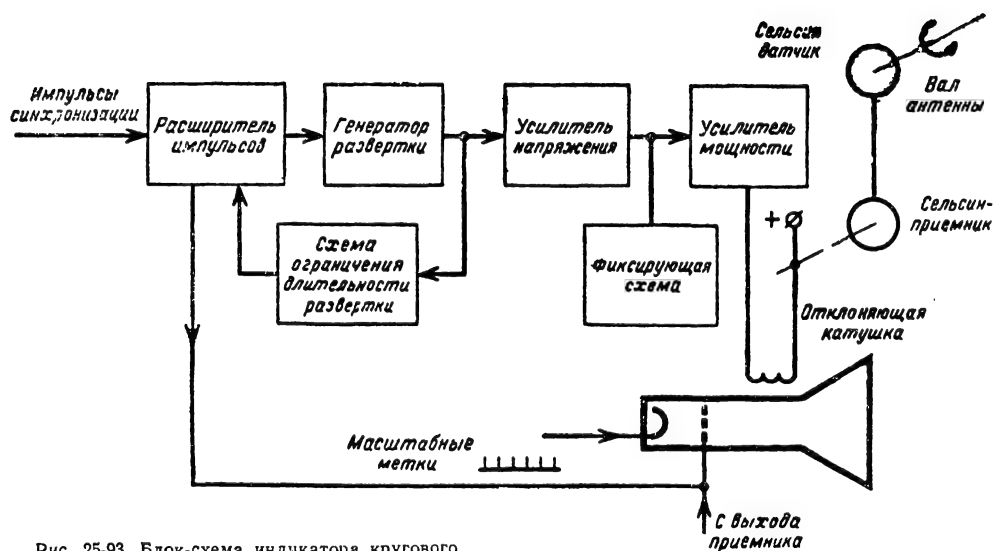 Импульсы
синхронизации
Расширитель
импульсов
Генератор
развертки
Усилитель
напряжения
Усилитель
мощности
Сельсин
датчик
Вал
антенны
Сельсин-
приемник
Схема
ограничения
длительности
развертки
Фиксирующая
схема
+
Отклоняющая
катушка
Масштабные
метки
С выхода
приемника
Рис. 25-93. Блок-схема индикатора кругового